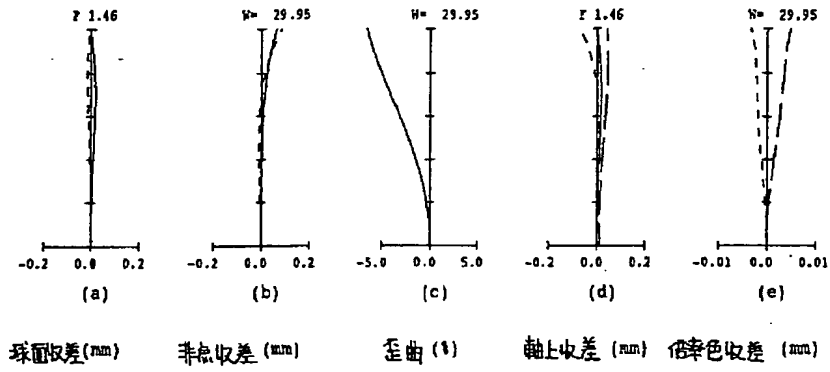 F 1.46
W= 29.95
W= 29.95
F 1.46
W= 29.95
-0.2 0.0 0.2
-0.2 0.0 0.2
-5.0 0.0 5.0
-0.2 0.0 0.2
-0.01 0.0 0.01
(a)
(b)
(c)
(d)
(e)
球面収差(mm)
非点収差(mm)
歪曲(%)
軸上収差(mm)
倍率色収差(mm)